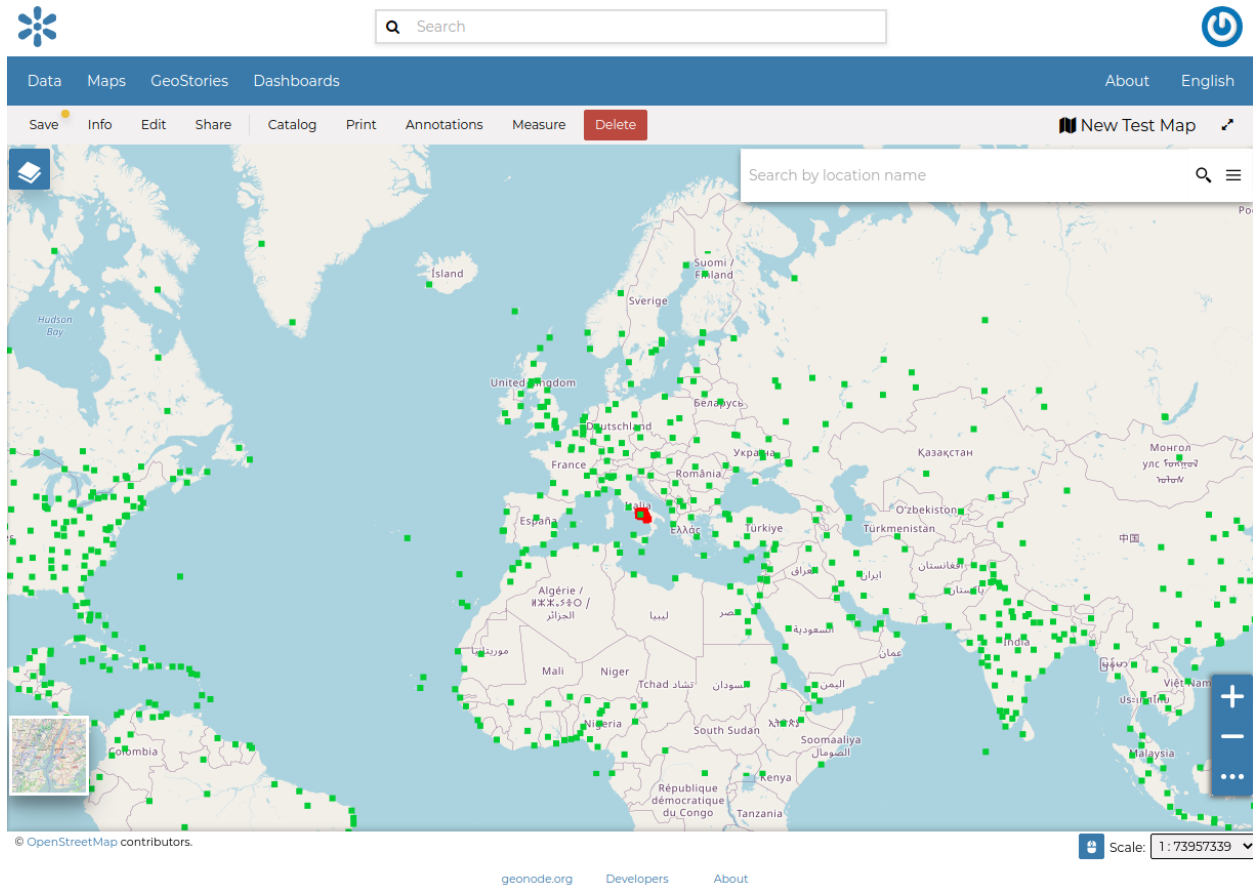 Search
Data Maps GeoStories Dashboards About English
Save Info Edit Share Catalog Print Annotations Measure Delete New Test Map
Search by location name
Ísland
Suomi /
Finland
Sverige
Hudson
Bay
United
Беларусь
Deutschland
Україна
Қазақстан
Монгол
улс
France
România
Italia
España
Ελλάς
Türkiye
O'zbekiston
Türkmenistan
中国
افغانستان
ایران
العراق
Algérie /
ⵍⵣⵣⴰⵢⴻⵔ /
الجزائر
ليبيا
مصر
السعودية
پاکستان
India
عمان
موريتانيا
Mali
Niger
Tchad تشاد
السودان
اليمن
Việt Nam
Nigeria
South Sudan
Soomaaliya
الصومال
Colombia
Malaysia
Kenya
République
démocratique
du Congo
Tanzania
© OpenStreetMap contributors.
Scale: 1 : 73957339
geonode.org Developers About